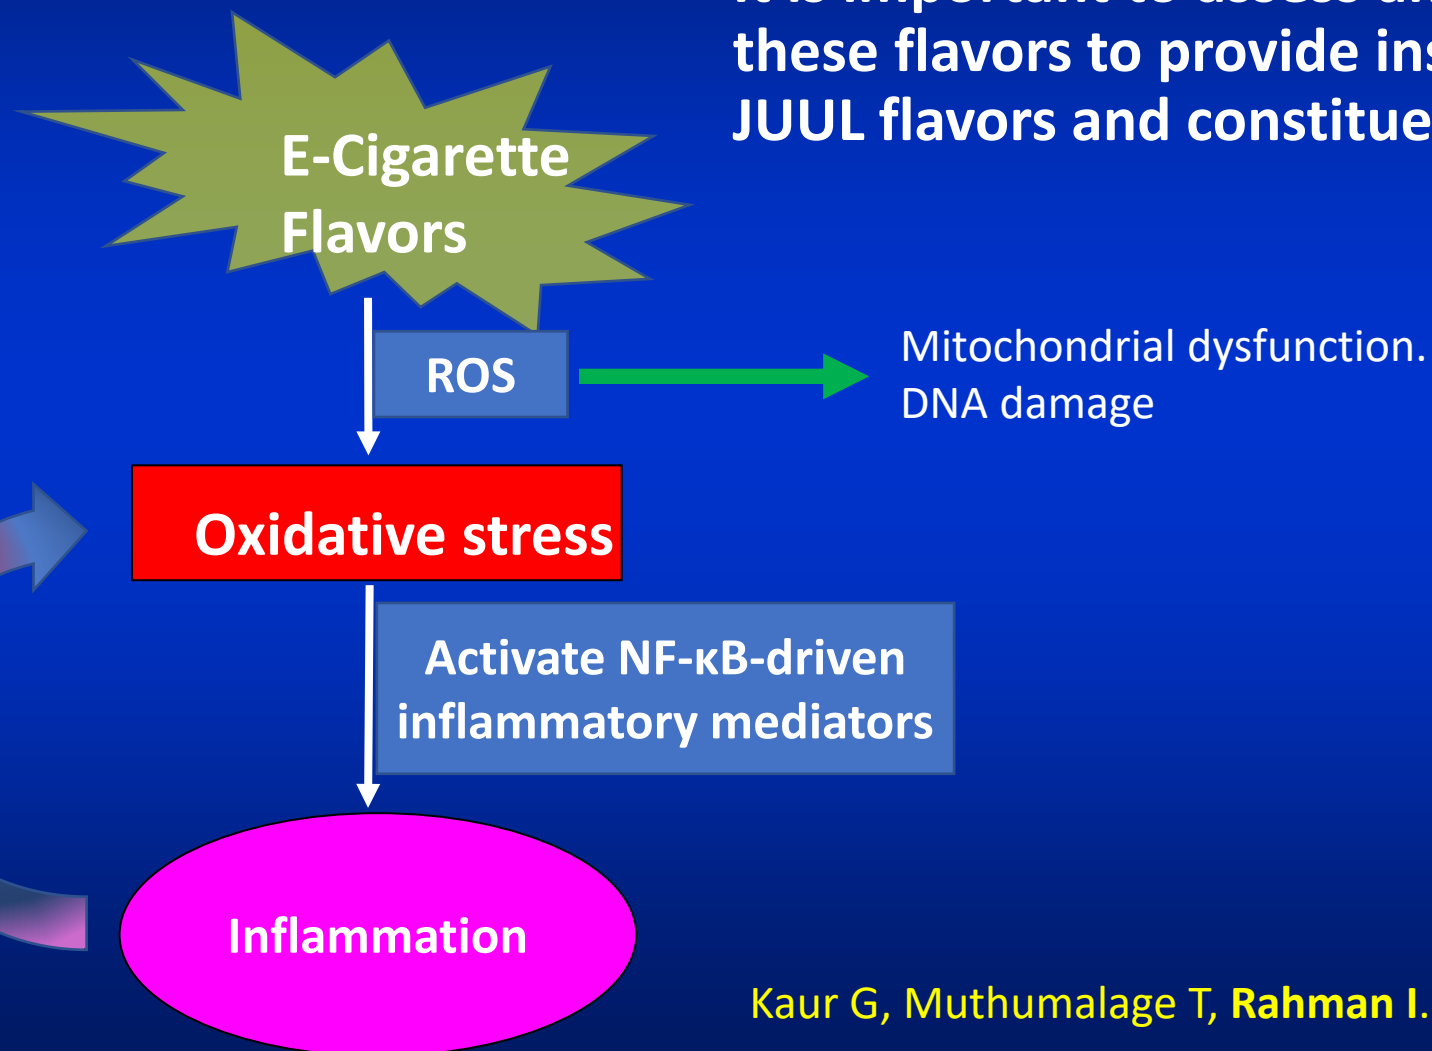 these flavors to provide ins
JUUL flavors and constitue
E-Cigarette
Flavors
ROS
Mitochondrial dysfunction.
DNA damage
Oxidative stress
Activate NF-κB-driven
inflammatory mediators
Inflammation
Kaur G, Muthumalage T, Rahman I.